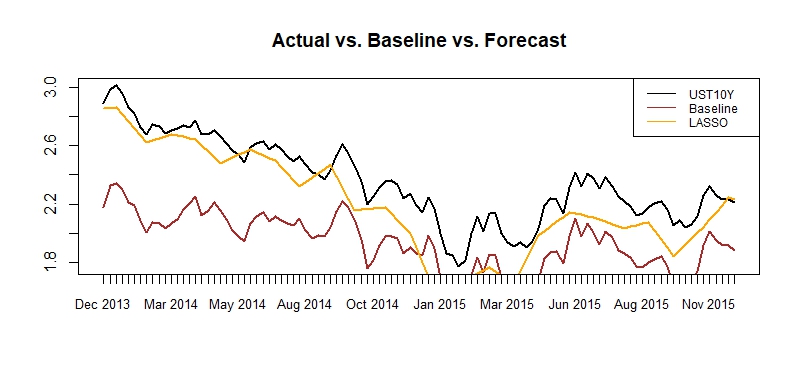 Actual vs. Baseline vs. Forecast
3.0
2.6
2.2
1.8
UST10Y
Baseline
LASSO
Dec 2013 Mar 2014 May 2014 Aug 2014 Oct 2014 Jan 2015 Mar 2015 Jun 2015 Aug 2015 Nov 2015